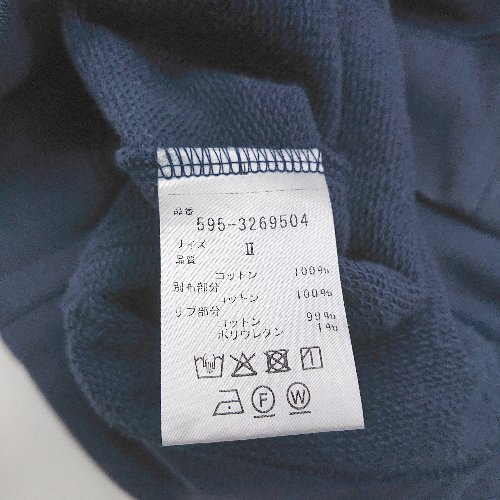 品番
595-3269504
サイズ II
品質
コットン 100%
別布部分
コットン 100%
リブ部分
コットン 99%
ポリウレタン 1%
F W